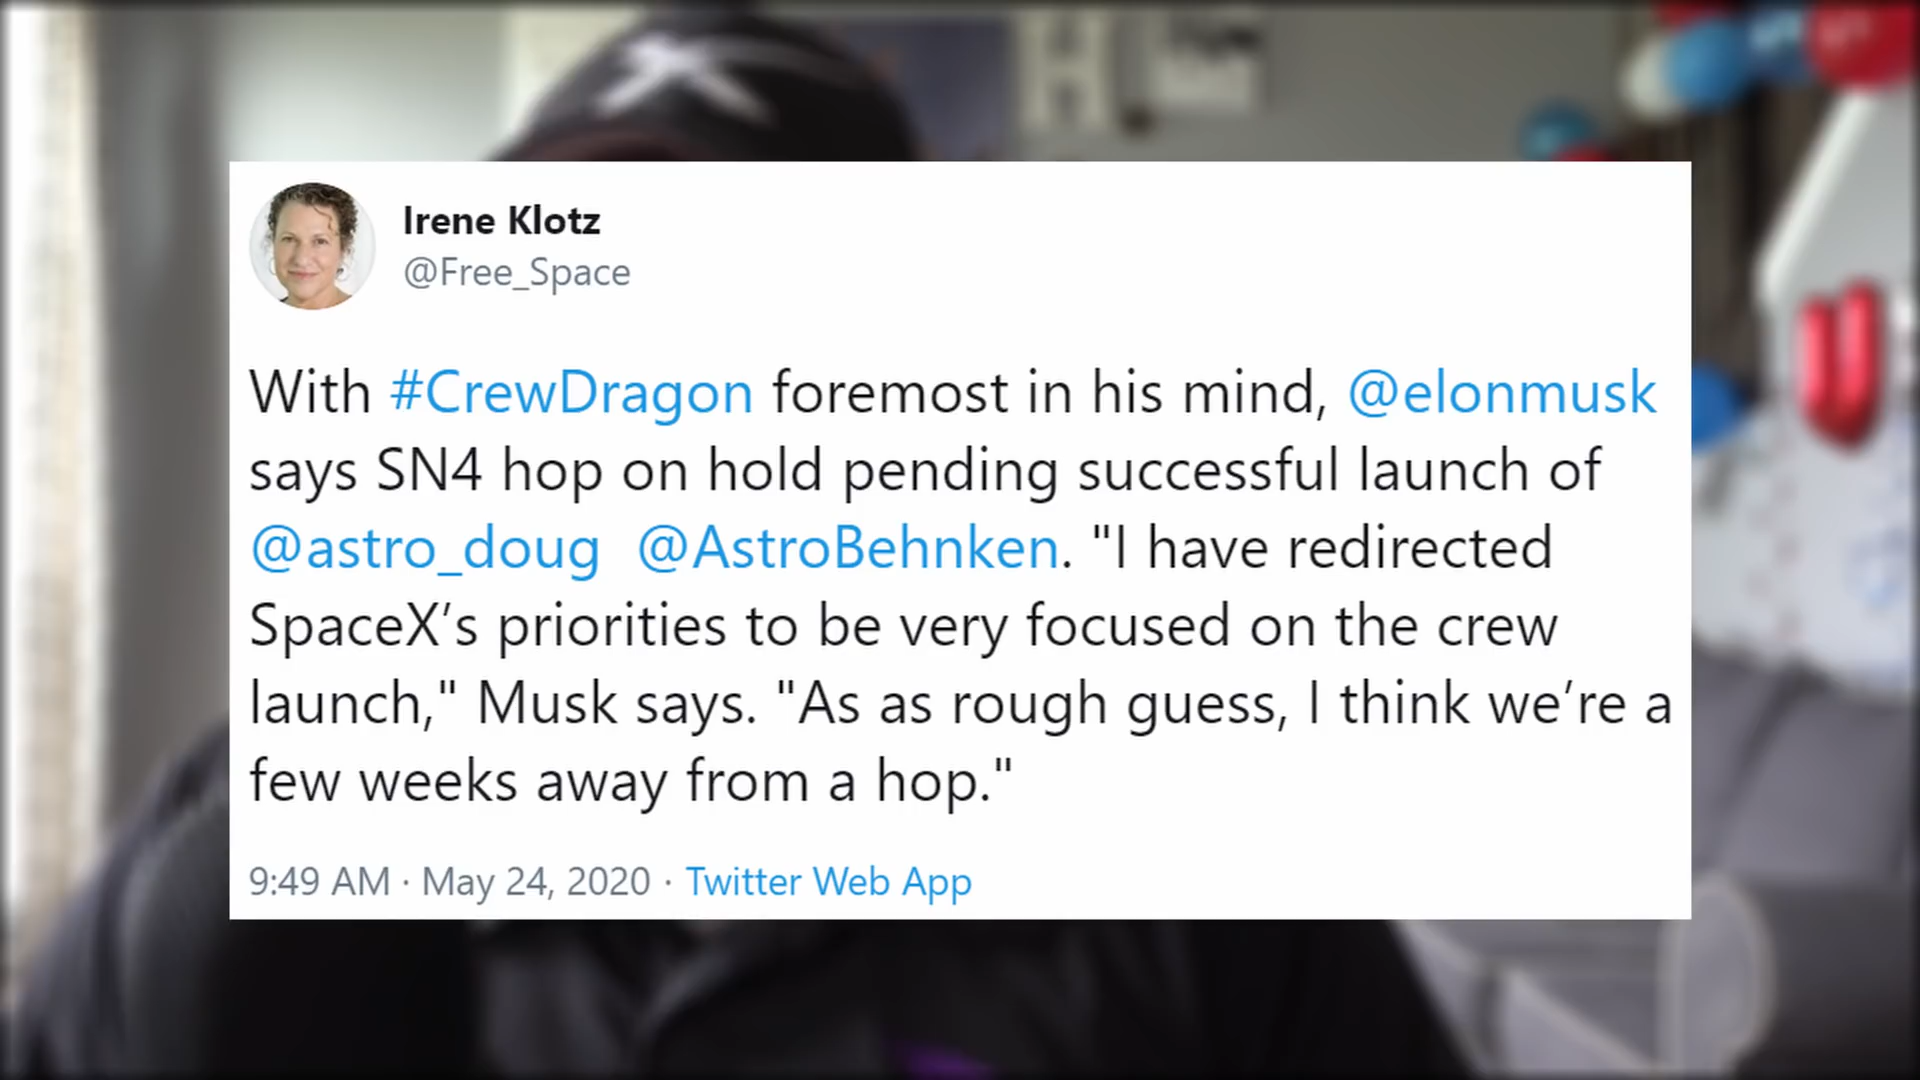 Irene Klotz
@Free_Space
With #CrewDragon foremost in his mind, @elonmusk
says SN4 hop on hold pending successful launch of
@astro_doug @AstroBehnken. "I have redirected
SpaceX’s priorities to be very focused on the crew
launch," Musk says. "As as rough guess, I think we’re a
few weeks away from a hop."
9:49 AM · May 24, 2020 · Twitter Web App